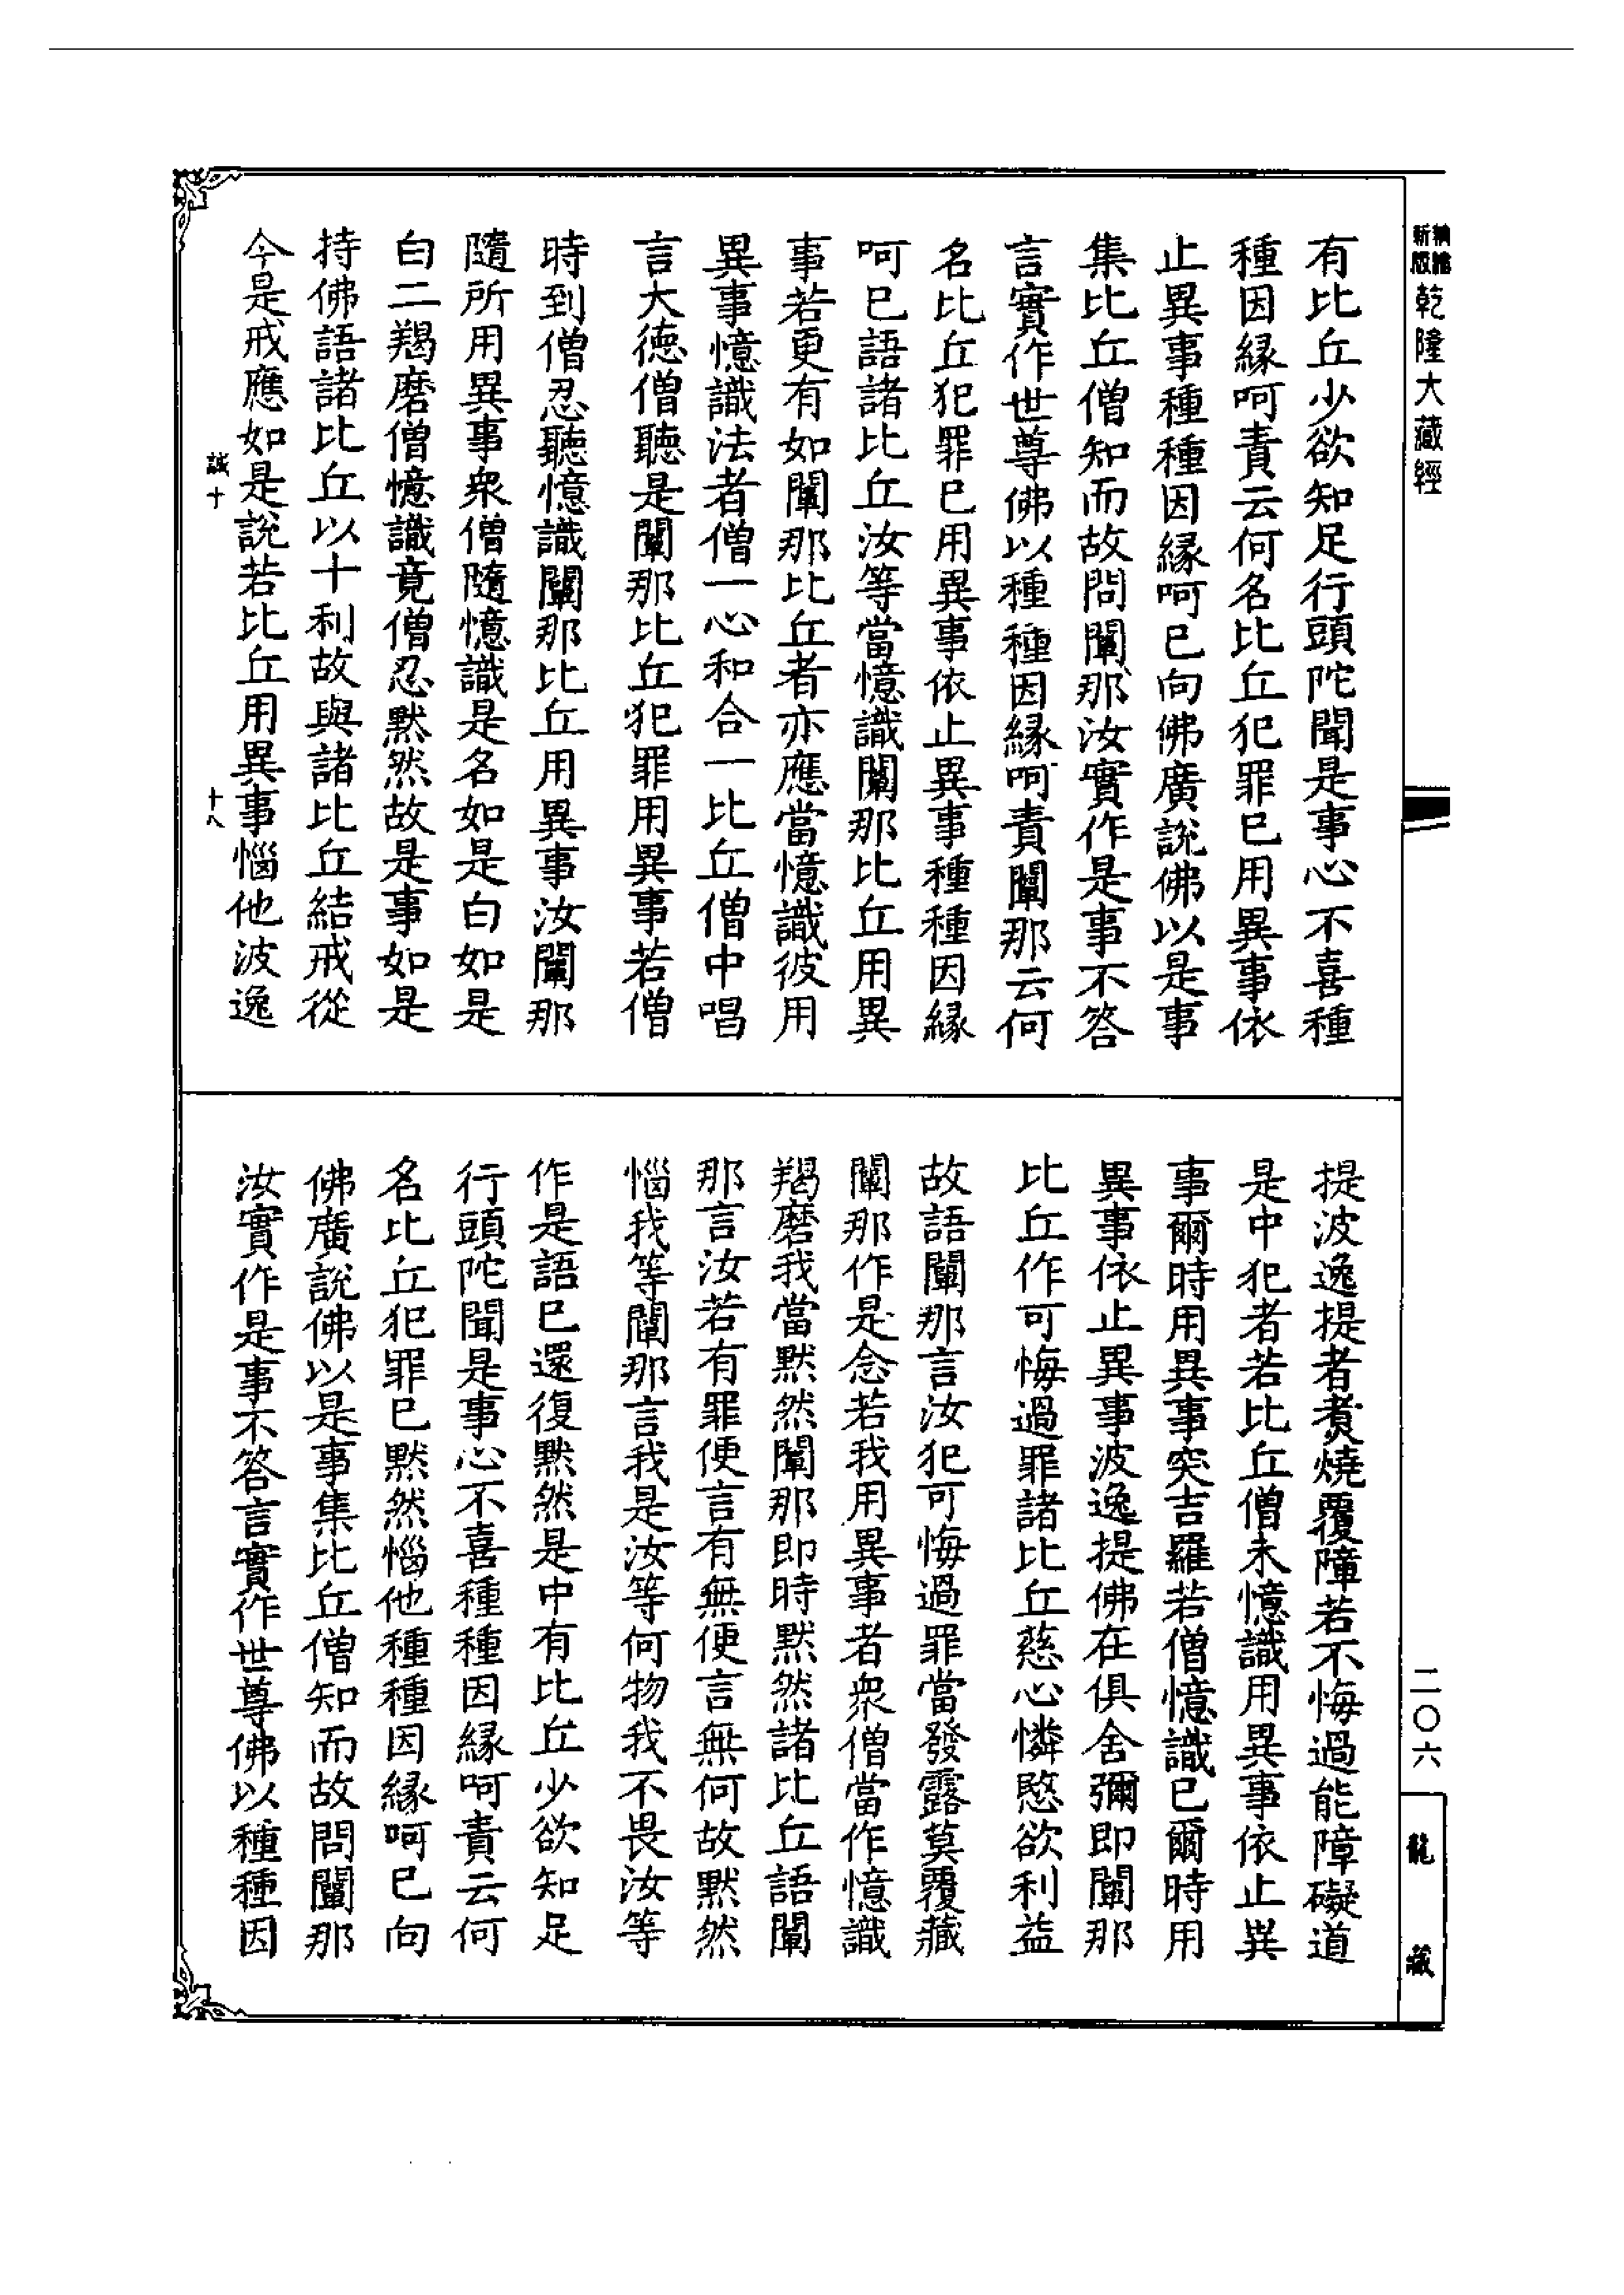 新版
乾隆大藏經
有比丘少欲知足行頭陀聞是事心不喜種
種因緣呵責云何名比丘犯罪已用異事依
止異事種種因緣呵已向佛廣說佛以是事
集比丘僧知而故問闡那汝實作是事不答
言實作世尊佛以種種因緣呵責闡那云何
名比丘犯罪已用異事依止異事種種因緣
呵已語諸比丘汝等當憶識闡那比丘用異
事若更有如闡那比丘者亦應當憶識彼用
異事憶識法者僧一心和合一比丘僧中唱
言大德僧聽是闡那比丘犯罪用異事若僧
時到僧忍聽憶識闡那比丘用異事汝闡那
隨所用異事衆僧隨憶識是名如是白如是
白二羯磨僧憶識竟僧忍默然故是事如是
持佛語諸比丘以十利故與諸比丘結戒從
今是戒應如是說若比丘用異事惱他波逸
誠十
十八
提波逸提者煑燒覆障若不悔過能障礙道
是中犯者若比丘僧未憶識用異事依止異
事爾時用異事突吉羅若僧憶識已爾時用
異事依止異事波逸提佛在俱舍彌即闡那
比丘作可悔過罪諸比丘慈心憐愍欲利益
故語闡那言汝犯可悔過罪當發露莫覆藏
闡那作是念若我用異事者衆僧當作憶識
羯磨我當默然闡那即時默然諸比丘語闡
那言汝若有罪便言有無便言無何故默然
惱我等闡那言我是汝等何物我不畏汝等
作是語已還復默然是中有比丘少欲知足
行頭陀聞是事心不喜種種因緣呵責云何
名比丘犯罪已默然惱他種種因緣呵已向
佛廣說佛以是事集比丘僧知而故問闡那
汝實作是事不答言實作世尊佛以種種因
二〇六
龍藏